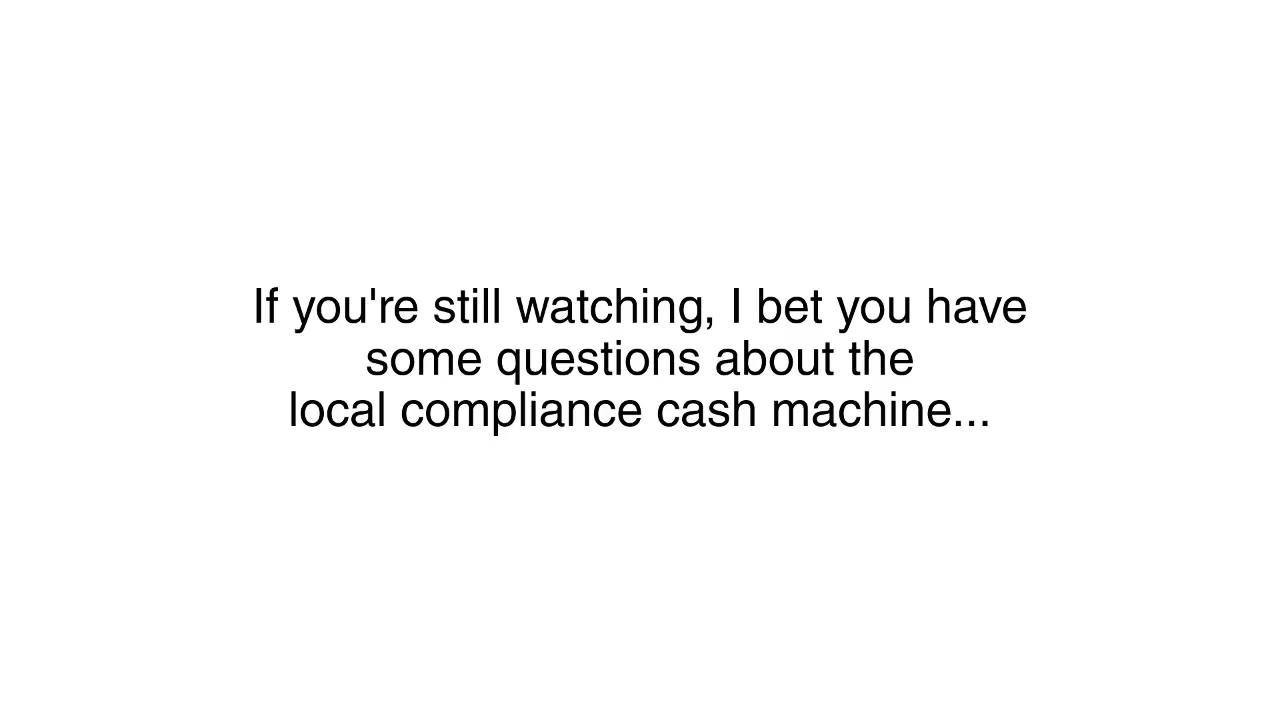 If you're still watching, I bet you have
some questions about the
local compliance cash machine...